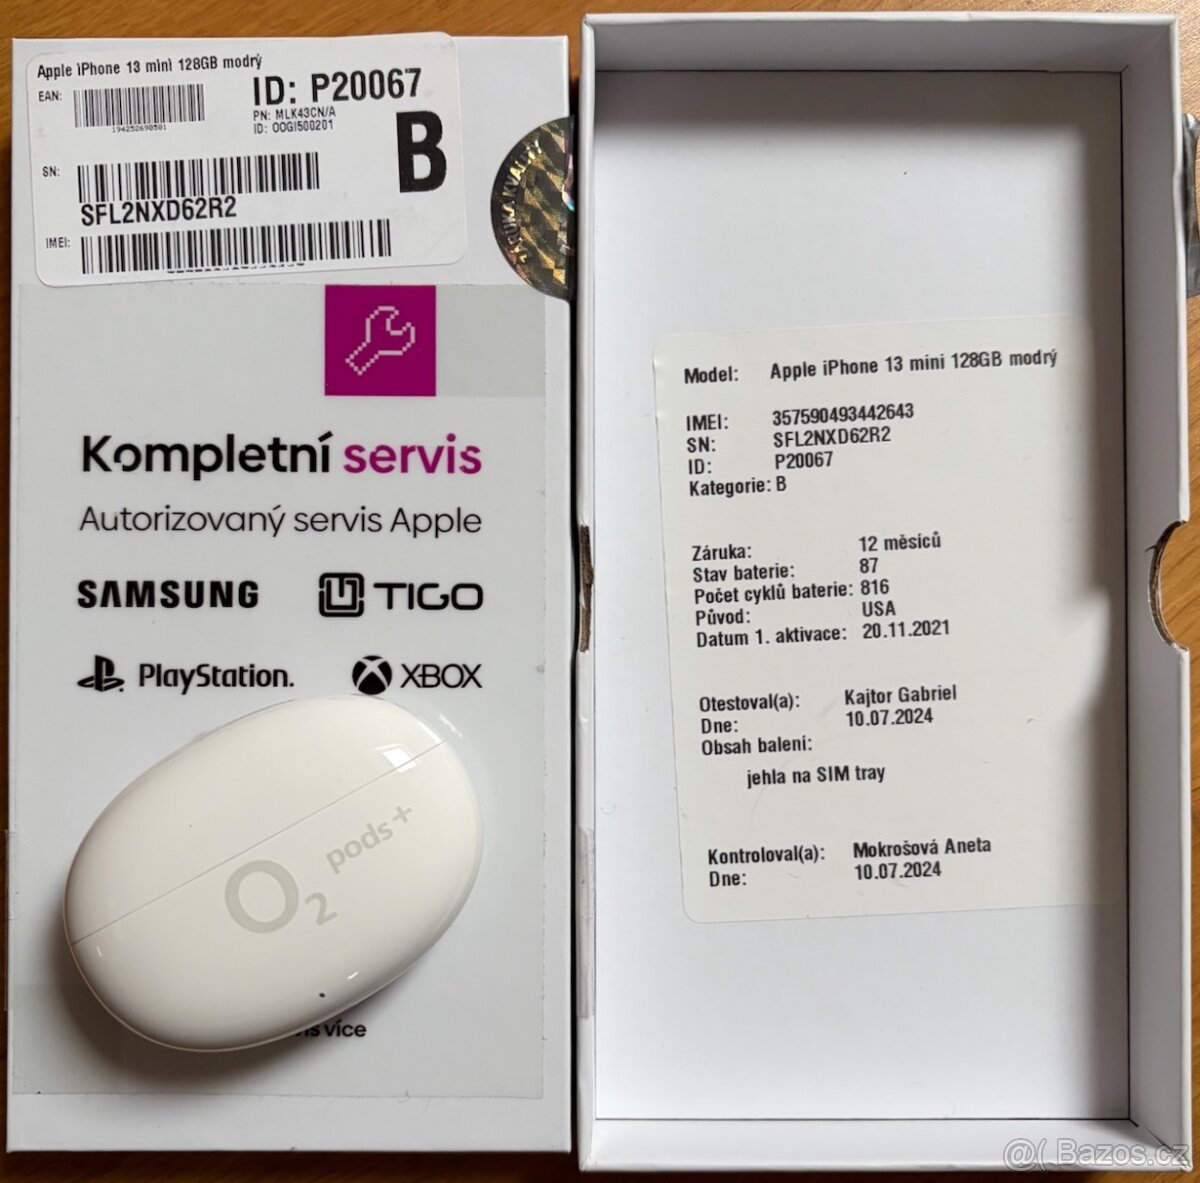 Apple iPhone 13 mini 128GB modrý
EAN:
194252690581
ID: P20067
PN: MLK43CN/A
ID: OOGI500201
B
SN:
SFL2NXD62R2
IMEI:
ZÁRUKA KVALITY
Kompletní servis
Autorizovaný servis Apple
SAMSUNG
TIGO
PlayStation.
XBOX
O2 pods+
více
Model: Apple iPhone 13 mini 128GB modrý
IMEI: 357590493442643
SN: SFL2NXD62R2
ID: P20067
Kategorie: B
Záruka: 12 měsíců
Stav baterie: 87
Počet cyklů baterie: 816
Původ: USA
Datum 1. aktivace: 20.11.2021
Otestoval(a): Kajtor Gabriel
Dne: 10.07.2024
Obsah balení:
jehla na SIM tray
Kontroloval(a): Mokrošová Aneta
Dne: 10.07.2024
@( Bazos.cz